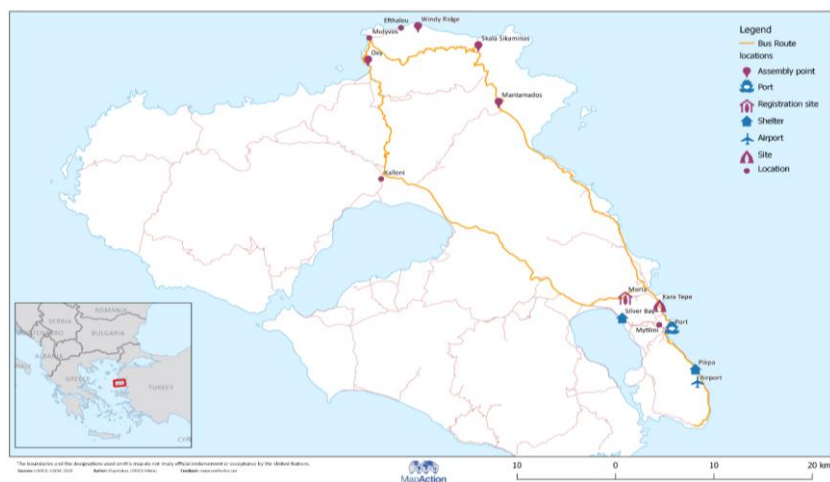 Efthalou
Windy Ridge
Molyvos
Skala Sikaminas
Oxy
Mantamados
Kalloni
Moria
Kara Tepe
Silver Bay
Mytilini
Port
Pikpa
Airport
Legend
Bus Route
locations
Assembly point
Port
Registration site
Shelter
Airport
Site
Location
ROMANIA
SERBIA
BULGARIA
ALBANIA
GREECE
TURKEY
CYP
The boundaries and the designations used on this map do not imply official endorsement or acceptance by the United Nations
MapAction
10 0 10 20 km